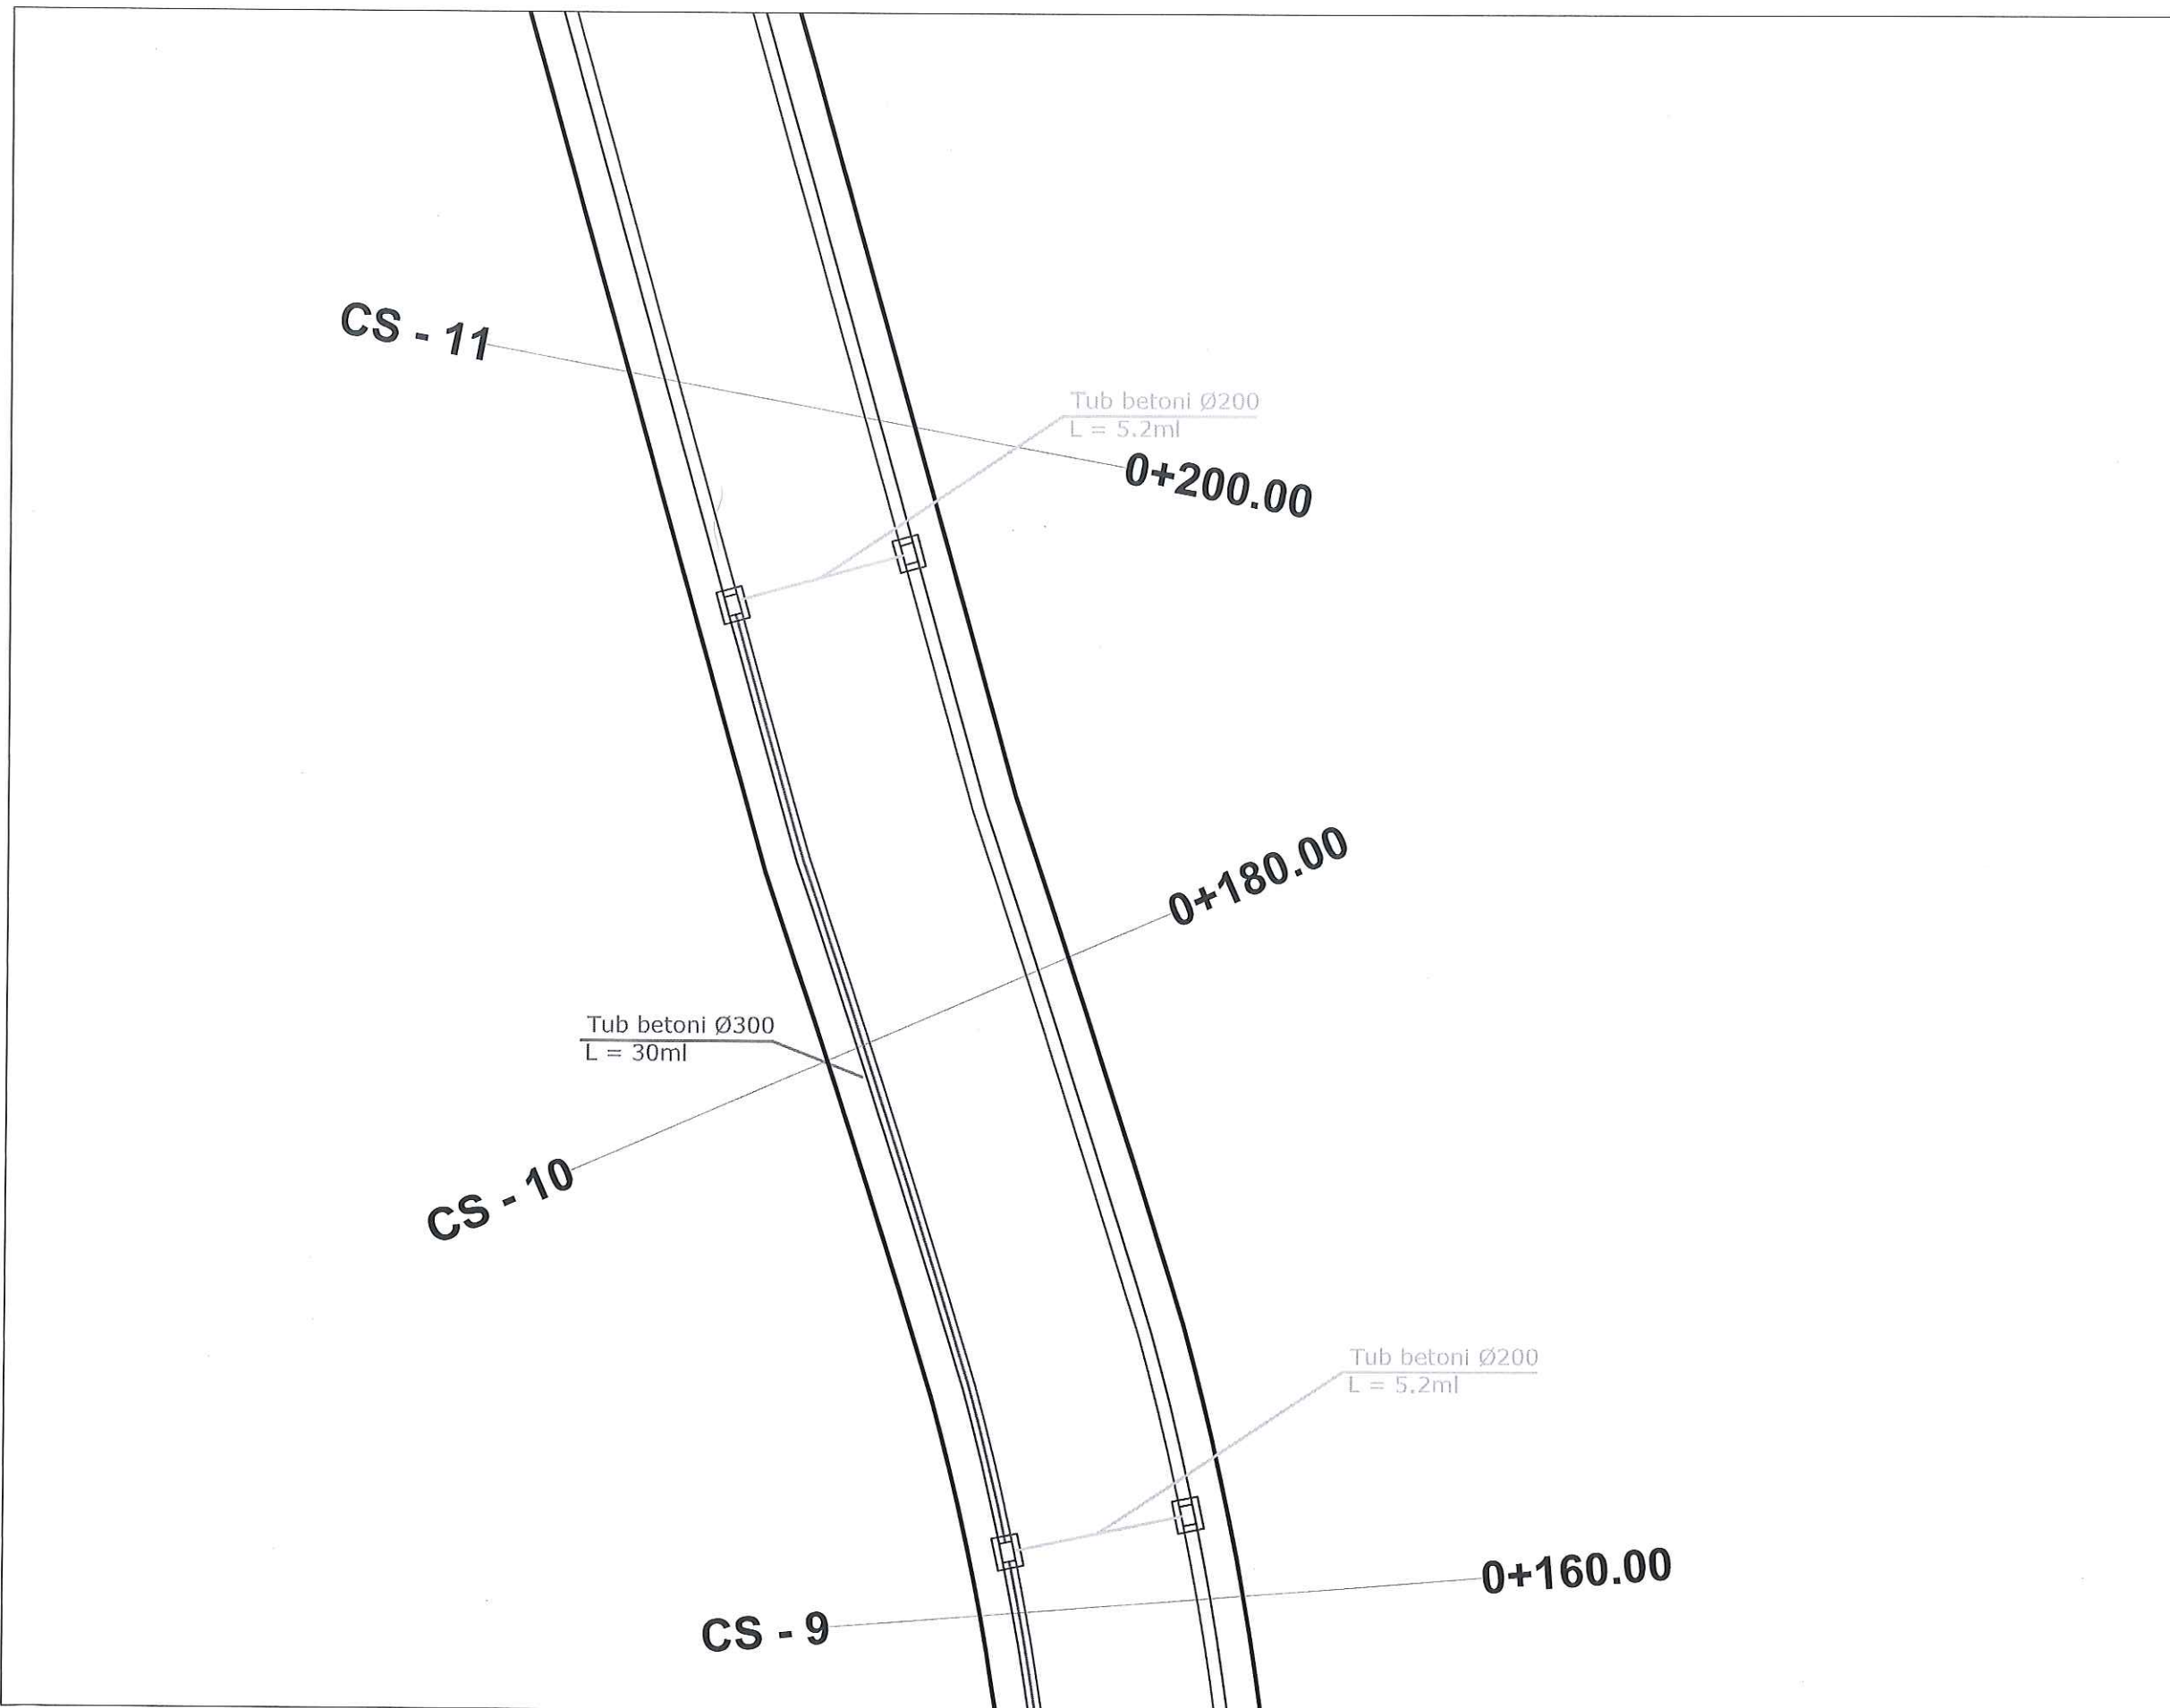 CS - 11
Tub betoni Ø200
L = 5.2ml
0+200.00
0+180.00
Tub betoni Ø300
L = 30ml
CS - 10
Tub betoni Ø200
L = 5.2ml
0+160.00
CS - 9